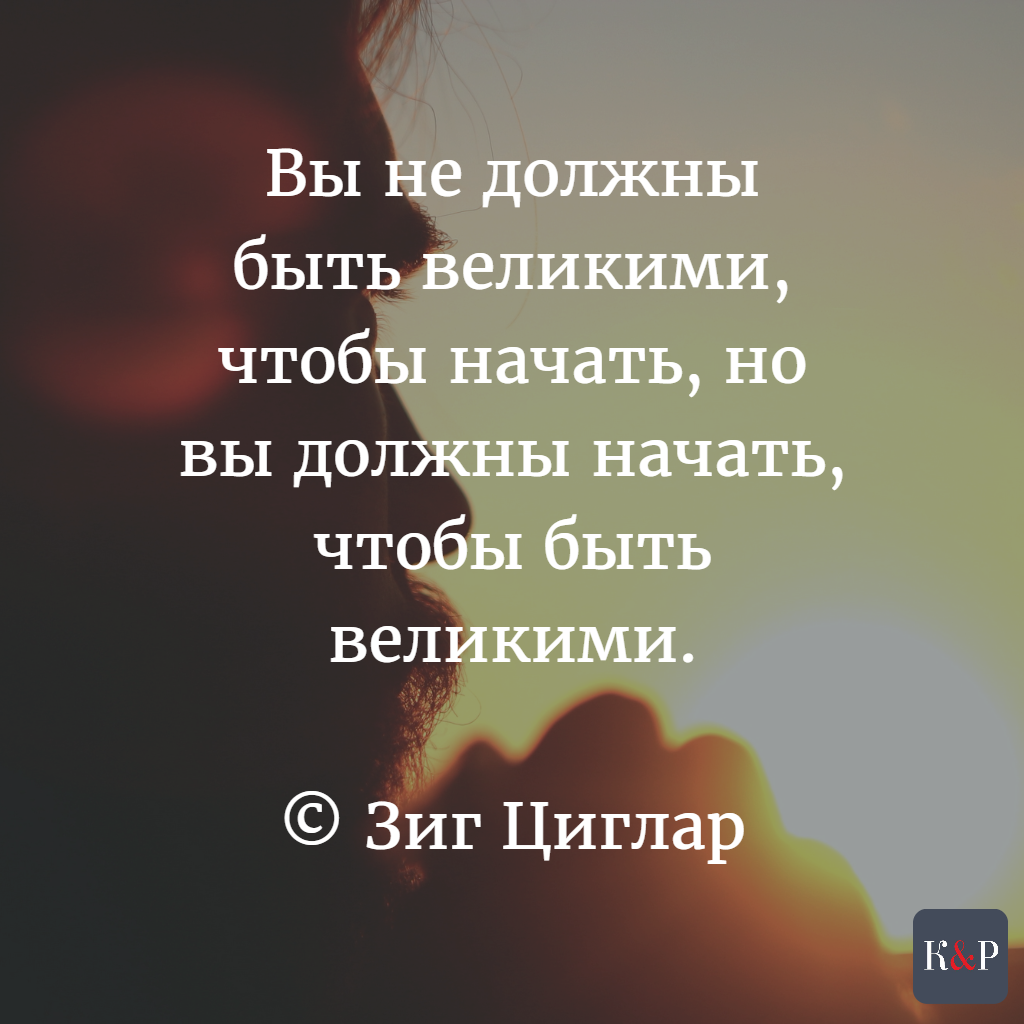 Вы не должны
быть великими,
чтобы начать, но
вы должны начать,
чтобы быть
великими.
© Зиг Циглар
K&P